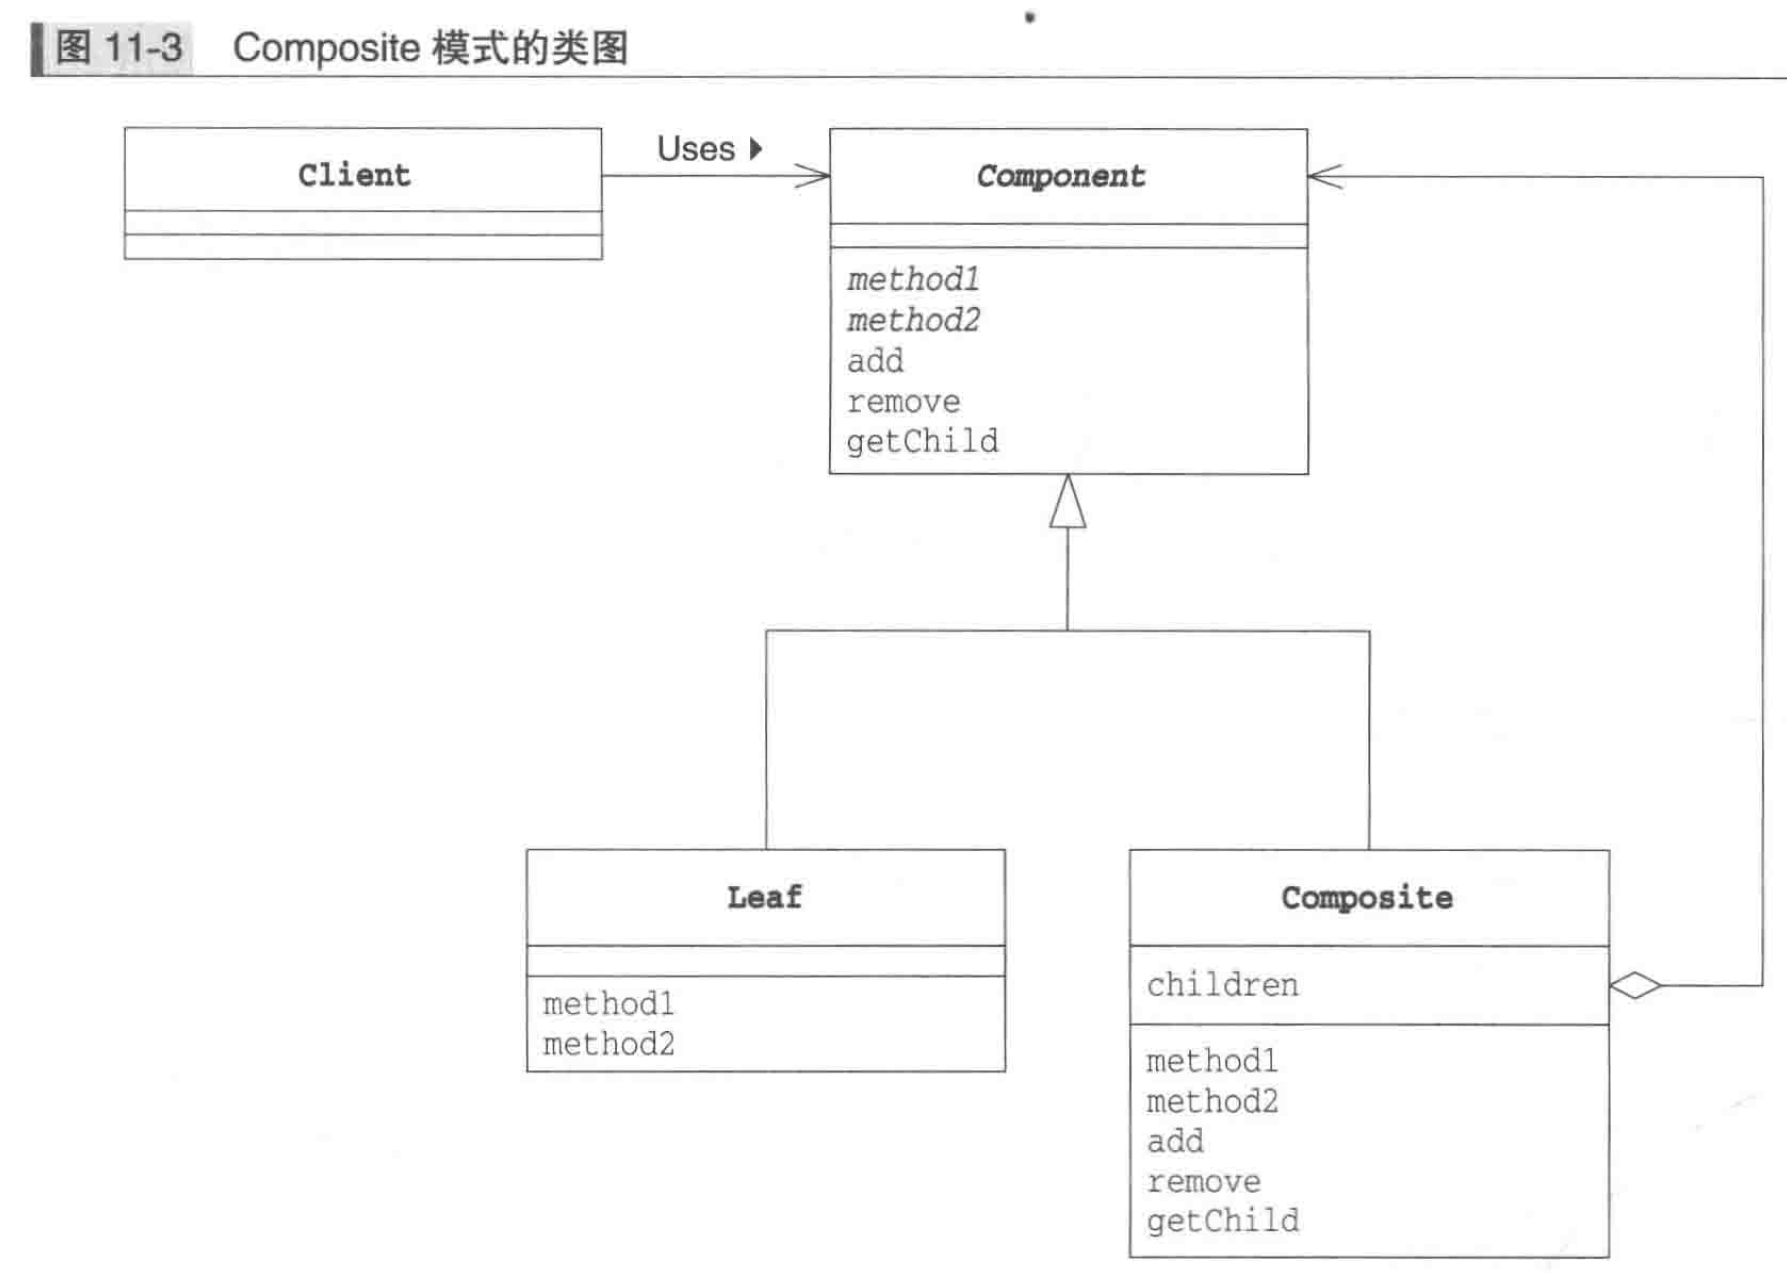 图 11-3 Composite 模式的类图
Client
Uses
Component
method1
method2
add
remove
getChild
Leaf
method1
method2
Composite
children
method1
method2
add
remove
getChild